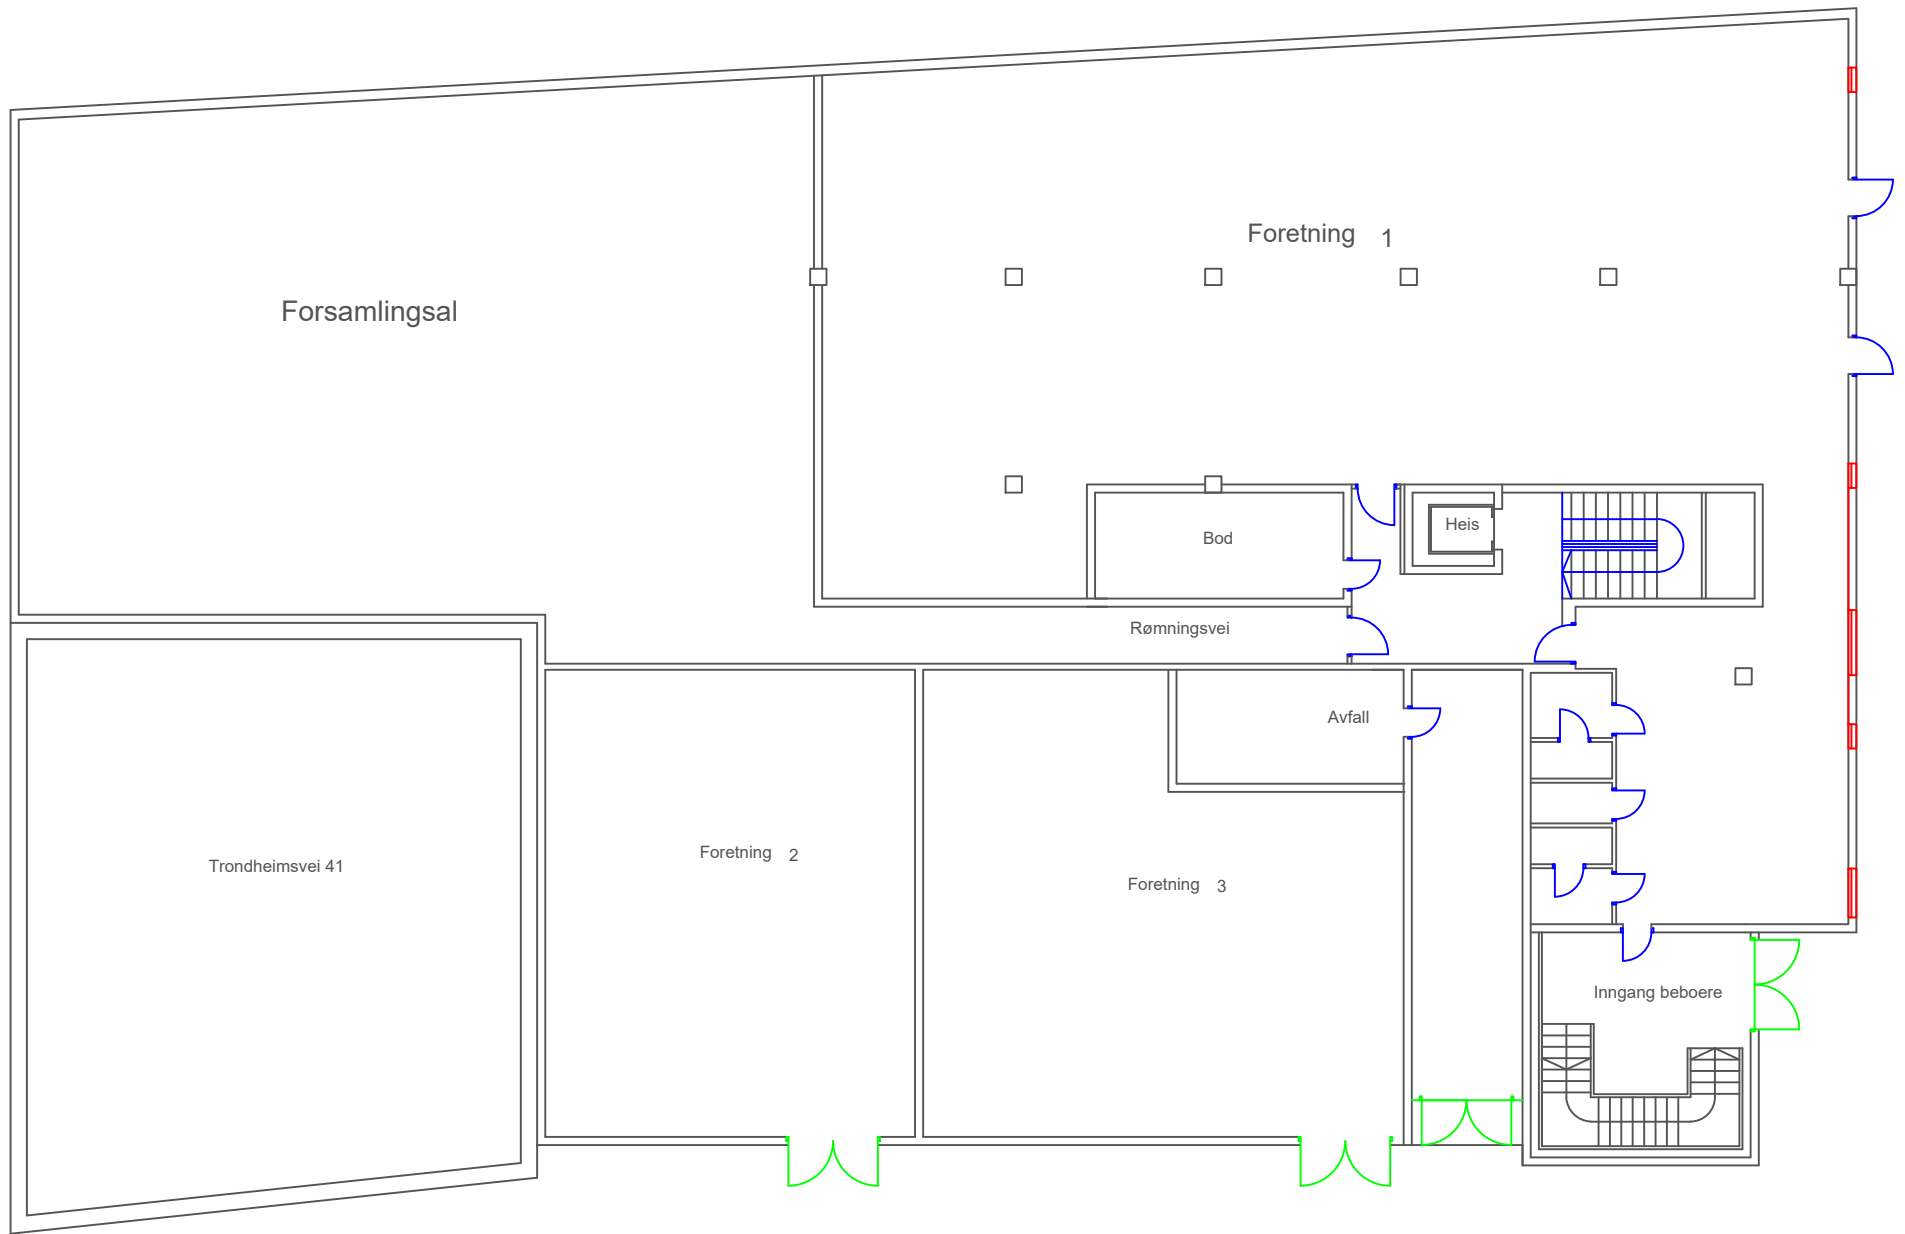 Foretning 1
Forsamlingsal
Heis
Bod
Rømningsvei
Avfall
Foretning 2
Trondheimsvei 41
Foretning 3
Inngang beboere